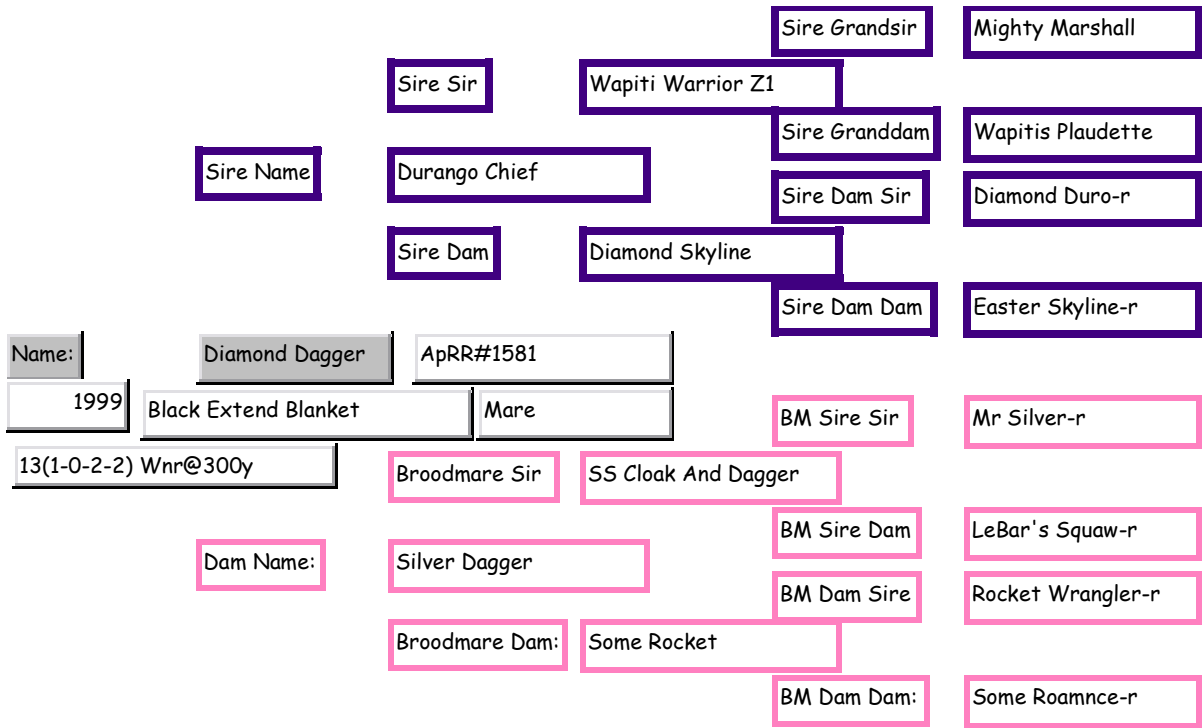 Sire Grandsir Mighty Marshall
Sire Sir Wapiti Warrior Z1
Sire Granddam Wapitis Plaudette
Sire Name Durango Chief
Sire Dam Sir Diamond Duro-r
Sire Dam Diamond Skyline
Sire Dam Dam Easter Skyline-r
Name: Diamond Dagger ApRR#1581
1999 Black Extend Blanket Mare
BM Sire Sir Mr Silver-r
13(1-0-2-2) Wnr@300y
Broodmare Sir SS Cloak And Dagger
BM Sire Dam LeBar's Squaw-r
Dam Name: Silver Dagger
BM Dam Sire Rocket Wrangler-r
Broodmare Dam: Some Rocket
BM Dam Dam: Some Roamnce-r